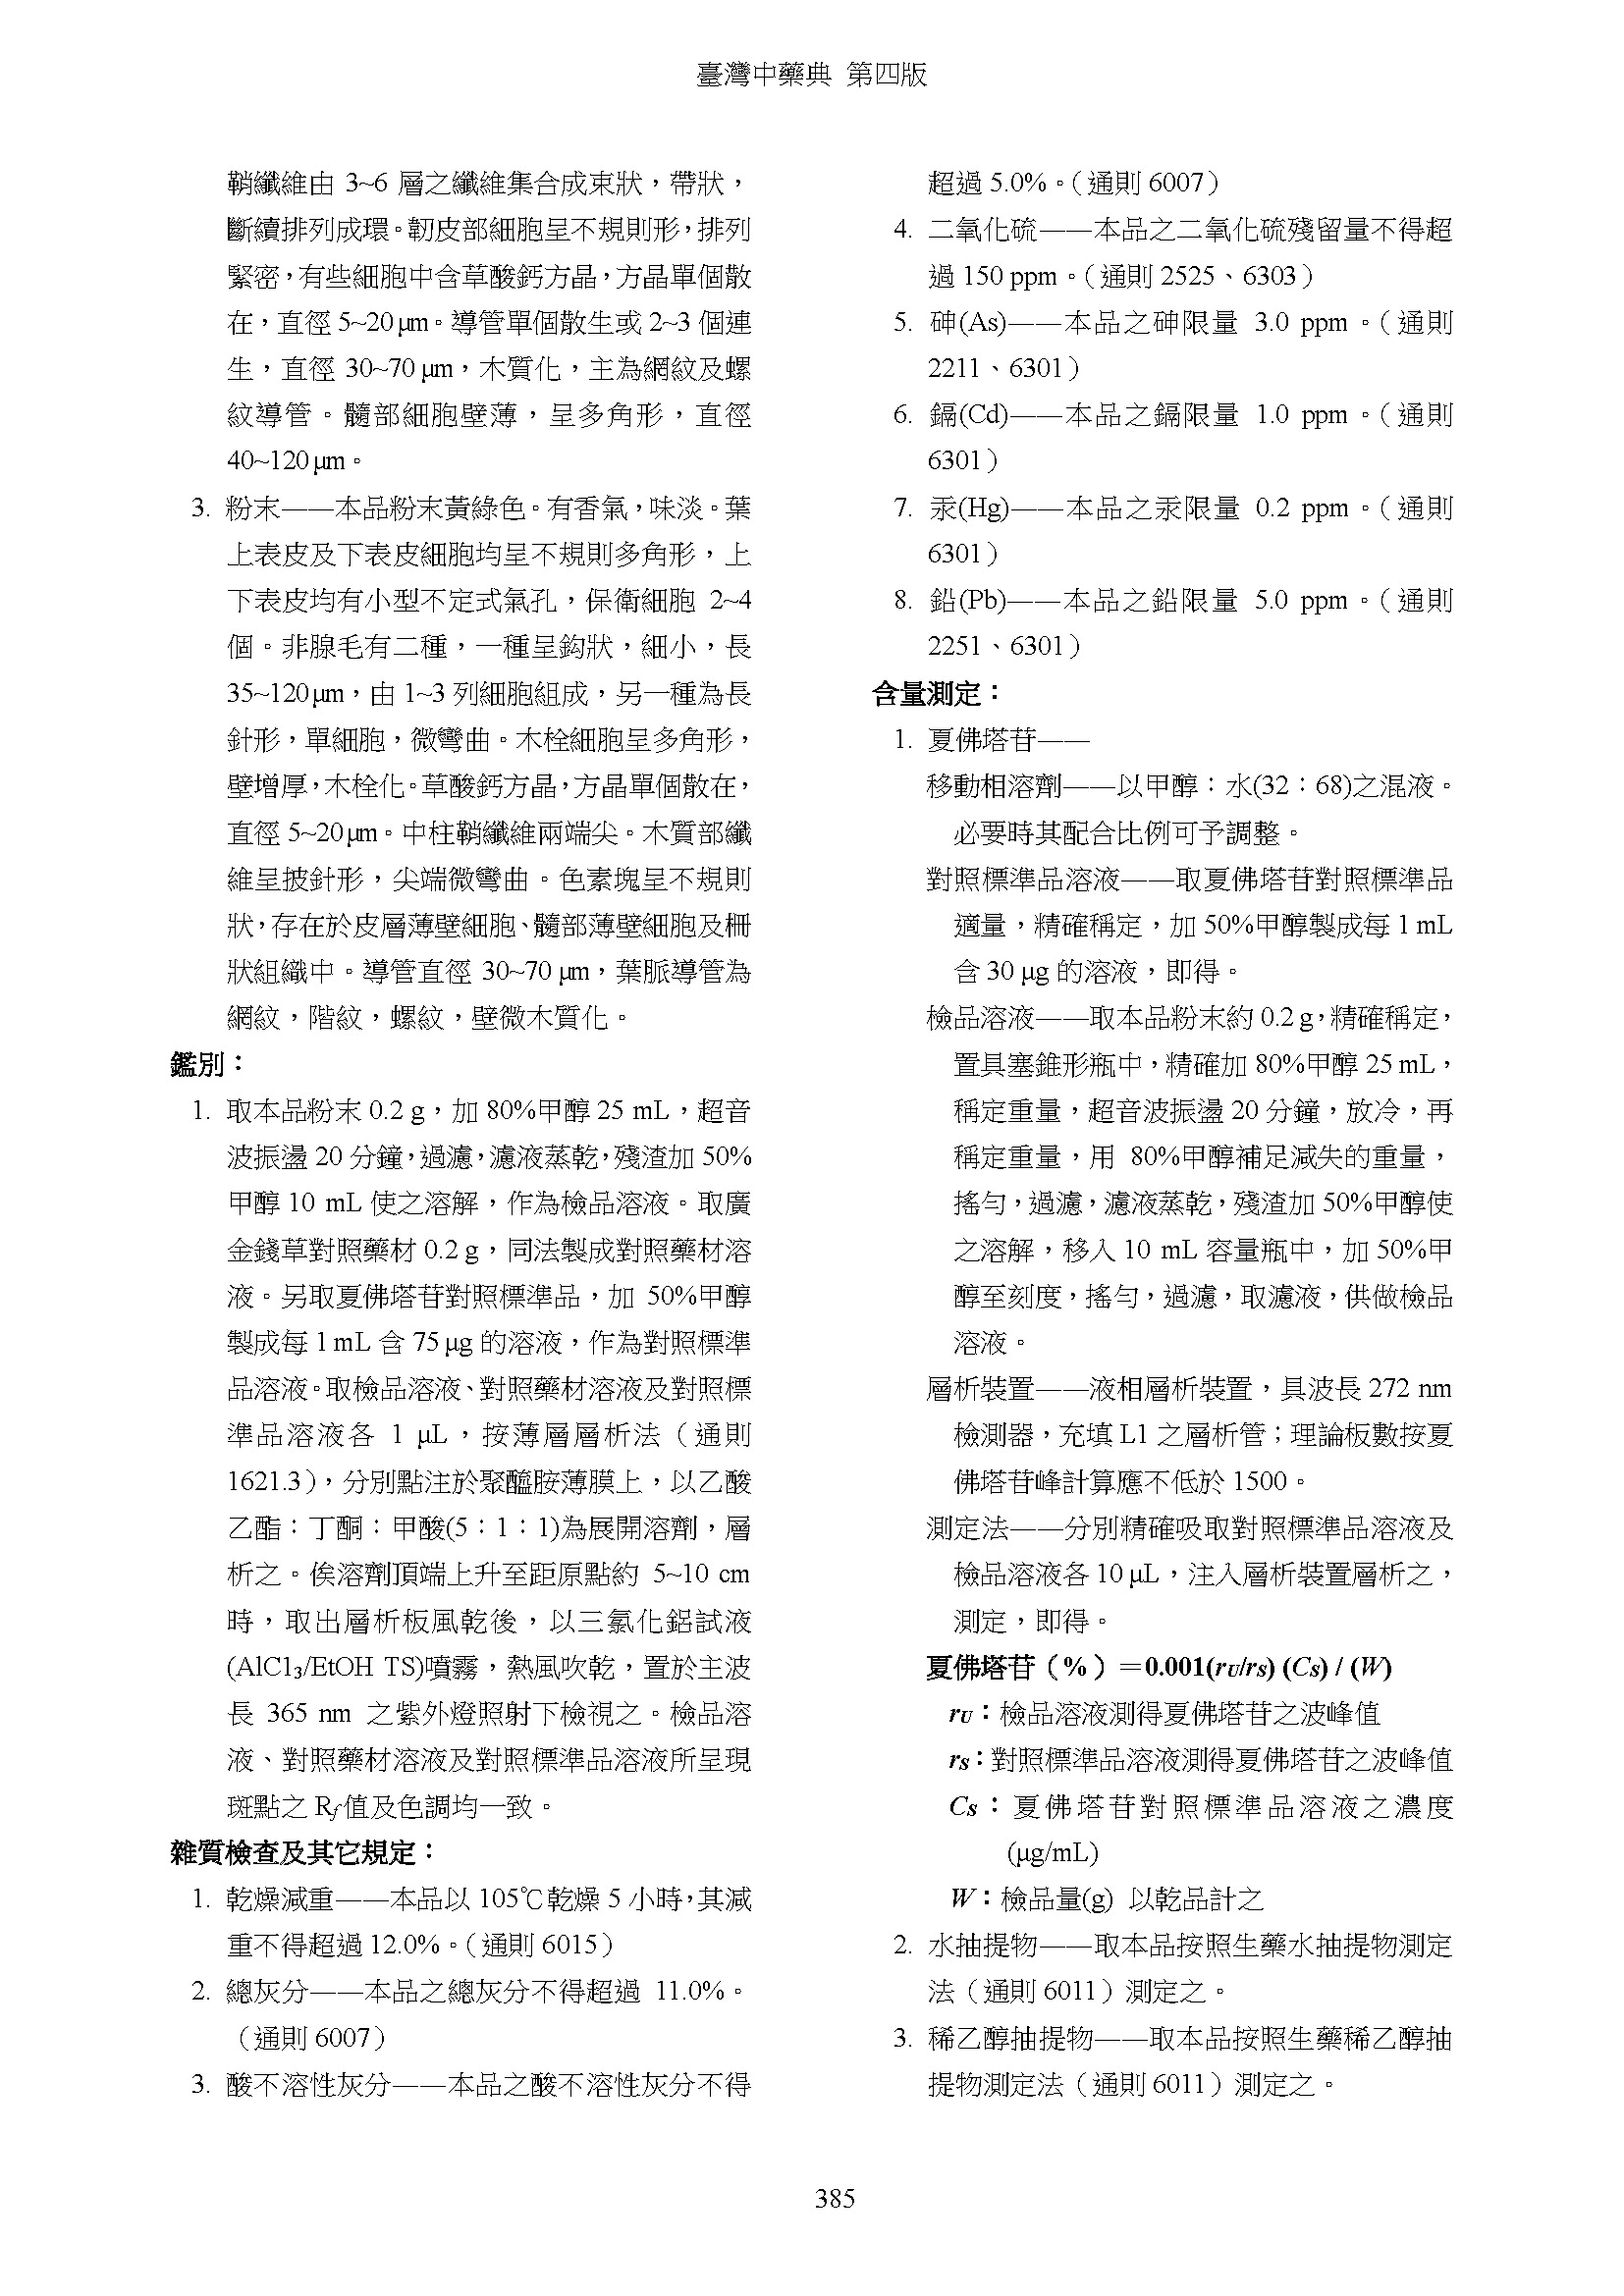 臺灣中藥典 第四版
鞘纖維由 3~6 層之纖維集合成束狀，帶狀，
斷續排列成環。韌皮部細胞呈不規則形，排列
緊密，有些細胞中含草酸鈣方晶，方晶單個散
在，直徑 5~20 μm。導管單個散生或 2~3 個連
生，直徑 30~70 μm，木質化，主為網紋及螺
紋導管。髓部細胞壁薄，呈多角形，直徑
40~120 μm。
3. 粉末——本品粉末黃綠色。有香氣，味淡。葉
上表皮及下表皮細胞均呈不規則多角形，上
下表皮均有小型不定式氣孔，保衛細胞 2~4
個。非腺毛有二種，一種呈鈎狀，細小，長
35~120 μm，由 1~3 列細胞組成，另一種為長
針形，單細胞，微彎曲。木栓細胞呈多角形，
壁增厚，木栓化。草酸鈣方晶，方晶單個散在，
直徑 5~20 μm。中柱鞘纖維兩端尖。木質部纖
維呈披針形，尖端微彎曲。色素塊呈不規則
狀，存在於皮層薄壁細胞、髓部薄壁細胞及柵
狀組織中。導管直徑 30~70 μm，葉脈導管為
網紋，階紋，螺紋，壁微木質化。
鑑別：
1. 取本品粉末 0.2 g，加 80%甲醇 25 mL，超音
波振盪 20 分鐘，過濾，濾液蒸乾，殘渣加 50%
甲醇 10 mL 使之溶解，作為檢品溶液。取廣
金錢草對照藥材 0.2 g，同法製成對照藥材溶
液。另取夏佛塔苷對照標準品，加 50%甲醇
製成每 1 mL 含 75 μg 的溶液，作為對照標準
品溶液。取檢品溶液、對照藥材溶液及對照標
準品溶液各 1 μL，按薄層層析法（通則
1621.3），分別點注於聚醯胺薄膜上，以乙酸
乙酯：丁酮：甲酸(5：1：1)為展開溶劑，層
析之。俟溶劑頂端上升至距原點約 5~10 cm
時，取出層析板風乾後，以三氯化鋁試液
(AlCl₃/EtOH TS)噴霧，熱風吹乾，置於主波
長 365 nm 之紫外燈照射下檢視之。檢品溶
液、對照藥材溶液及對照標準品溶液所呈現
斑點之 Rf 值及色調均一致。
雜質檢查及其它規定：
1. 乾燥減重——本品以 105℃乾燥 5 小時，其減
重不得超過 12.0%。（通則 6015）
2. 總灰分——本品之總灰分不得超過 11.0%。
（通則 6007）
3. 酸不溶性灰分——本品之酸不溶性灰分不得
超過 5.0%。（通則 6007）
4. 二氧化硫——本品之二氧化硫殘留量不得超
過 150 ppm。（通則 2525、6303）
5. 砷(As)——本品之砷限量 3.0 ppm。（通則
2211、6301）
6. 鎘(Cd)——本品之鎘限量 1.0 ppm。（通則
6301）
7. 汞(Hg)——本品之汞限量 0.2 ppm。（通則
6301）
8. 鉛(Pb)——本品之鉛限量 5.0 ppm。（通則
2251、6301）
含量測定：
1. 夏佛塔苷——
移動相溶劑——以甲醇：水(32：68)之混液。
必要時其配合比例可予調整。
對照標準品溶液——取夏佛塔苷對照標準品
適量，精確稱定，加 50%甲醇製成每 1 mL
含 30 μg 的溶液，即得。
檢品溶液——取本品粉末約 0.2 g，精確稱定，
置具塞錐形瓶中，精確加 80%甲醇 25 mL，
稱定重量，超音波振盪 20 分鐘，放冷，再
稱定重量，用 80%甲醇補足減失的重量，
搖勻，過濾，濾液蒸乾，殘渣加 50%甲醇使
之溶解，移入 10 mL 容量瓶中，加 50%甲
醇至刻度，搖勻，過濾，取濾液，供做檢品
溶液。
層析裝置——液相層析裝置，具波長 272 nm
檢測器，充填 L1 之層析管；理論板數按夏
佛塔苷峰計算應不低於 1500。
測定法——分別精確吸取對照標準品溶液及
檢品溶液各 10 μL，注入層析裝置層析之，
測定，即得。
夏佛塔苷（%）＝0.001(rU/rS) (CS) / (W)
rU：檢品溶液測得夏佛塔苷之波峰值
rS：對照標準品溶液測得夏佛塔苷之波峰值
CS：夏佛塔苷對照標準品溶液之濃度
(μg/mL)
W：檢品量(g) 以乾品計之
2. 水抽提物——取本品按照生藥水抽提物測定
法（通則 6011）測定之。
3. 稀乙醇抽提物——取本品按照生藥稀乙醇抽
提物測定法（通則 6011）測定之。
385